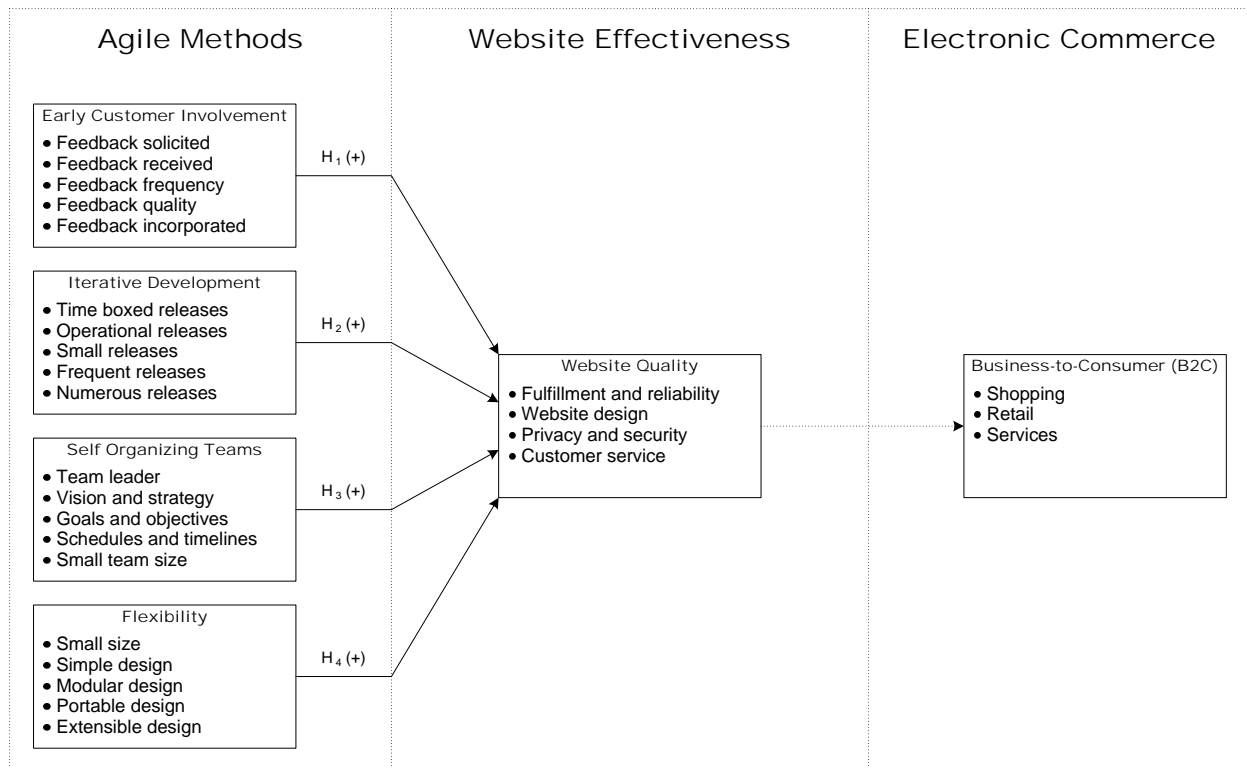 Agile Methods
Website Effectiveness
Electronic Commerce
Early Customer Involvement
• Feedback solicited
• Feedback received
• Feedback frequency
• Feedback quality
• Feedback incorporated
H1 (+)
Iterative Development
• Time boxed releases
• Operational releases
• Small releases
• Frequent releases
• Numerous releases
H2 (+)
Self Organizing Teams
• Team leader
• Vision and strategy
• Goals and objectives
• Schedules and timelines
• Small team size
H3 (+)
Flexibility
• Small size
• Simple design
• Modular design
• Portable design
• Extensible design
H4 (+)
Website Quality
• Fulfillment and reliability
• Website design
• Privacy and security
• Customer service
Business-to-Consumer (B2C)
• Shopping
• Retail
• Services